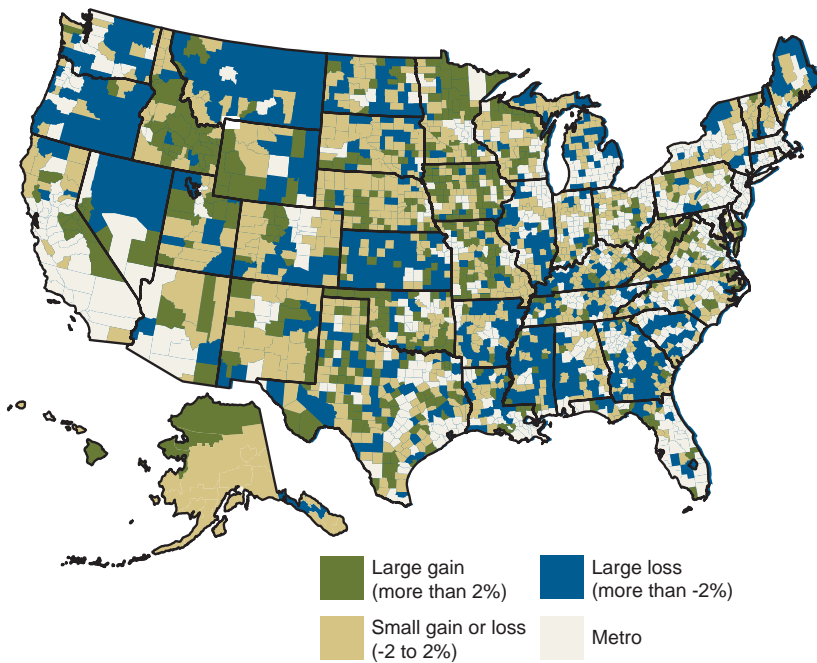 Large gain
(more than 2%)
Large loss
(more than -2%)
Small gain or loss
(-2 to 2%)
Metro